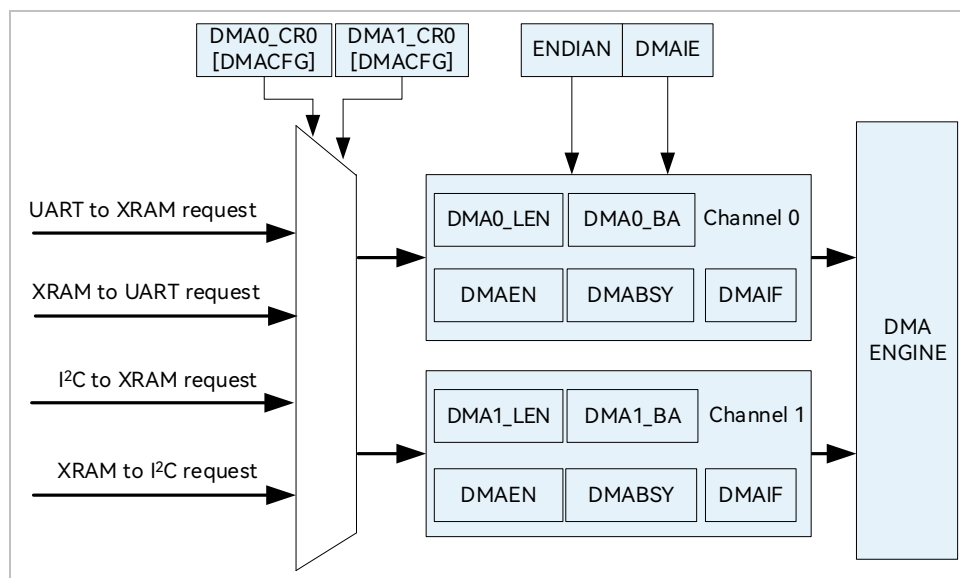 DMA0_CR0
[DMACFG]
DMA1_CR0
[DMACFG]
ENDIAN
DMAIE
UART to XRAM request
XRAM to UART request
I²C to XRAM request
XRAM to I²C request
DMA0_LEN
DMA0_BA
Channel 0
DMAEN
DMABSY
DMAIF
DMA1_LEN
DMA1_BA
Channel 1
DMAEN
DMABSY
DMAIF
DMA
ENGINE